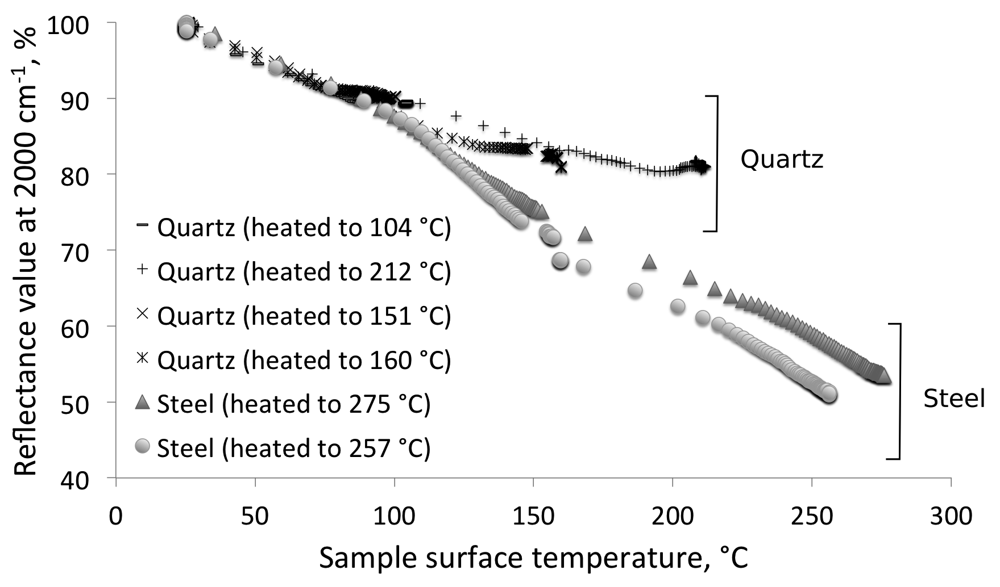 Reflectance value at 2000 cm⁻¹, %
100
90
80
70
60
50
40
0
50
100
150
200
250
300
Sample surface temperature, °C
Quartz (heated to 104 °C)
Quartz (heated to 212 °C)
Quartz (heated to 151 °C)
Quartz (heated to 160 °C)
Steel (heated to 275 °C)
Steel (heated to 257 °C)
Quartz
Steel